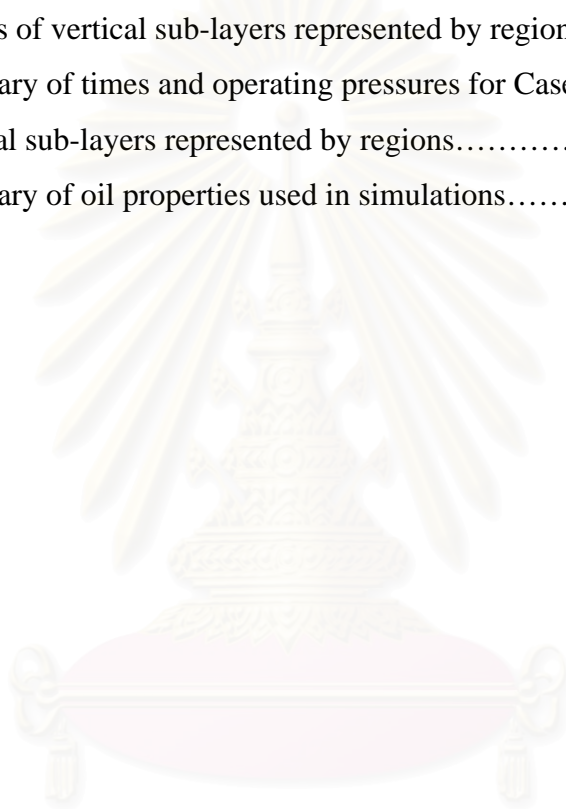 s of vertical sub-layers represented by region
ary of times and operating pressures for Case
al sub-layers represented by regions…………
ary of oil properties used in simulations……